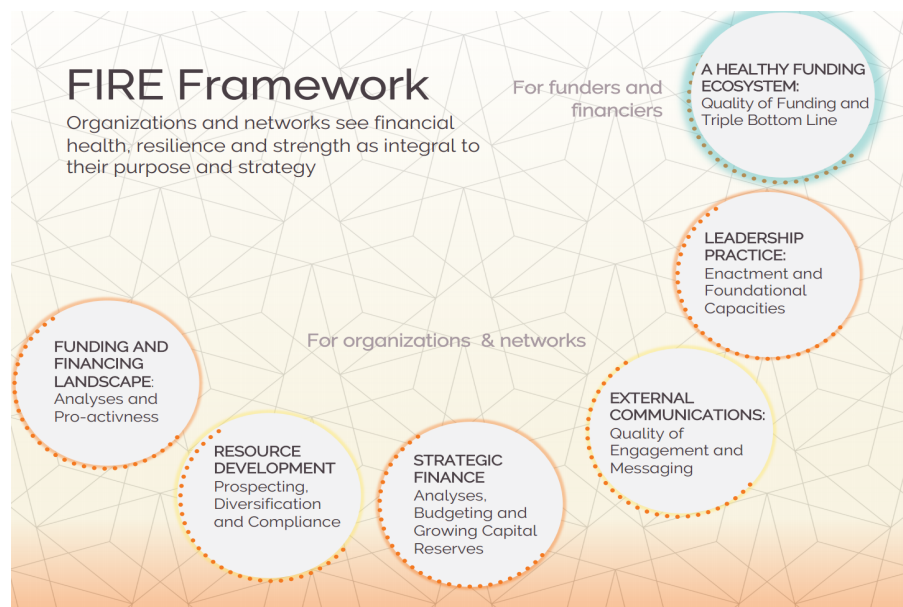 FIRE Framework
Organizations and networks see financial
health, resilience and strength as integral to
their purpose and strategy
For funders and
financiers
A HEALTHY FUNDING
ECOSYSTEM:
Quality of Funding and
Triple Bottom Line
LEADERSHIP
PRACTICE:
Enactment and
Foundational
Capacities
For organizations & networks
FUNDING AND
FINANCING
LANDSCAPE:
Analyses and
Pro-activness
RESOURCE
DEVELOPMENT
Prospecting,
Diversification
and Compliance
STRATEGIC
FINANCE
Analyses,
Budgeting and
Growing Capital
Reserves
EXTERNAL
COMMUNICATIONS:
Quality of
Engagement and
Messaging